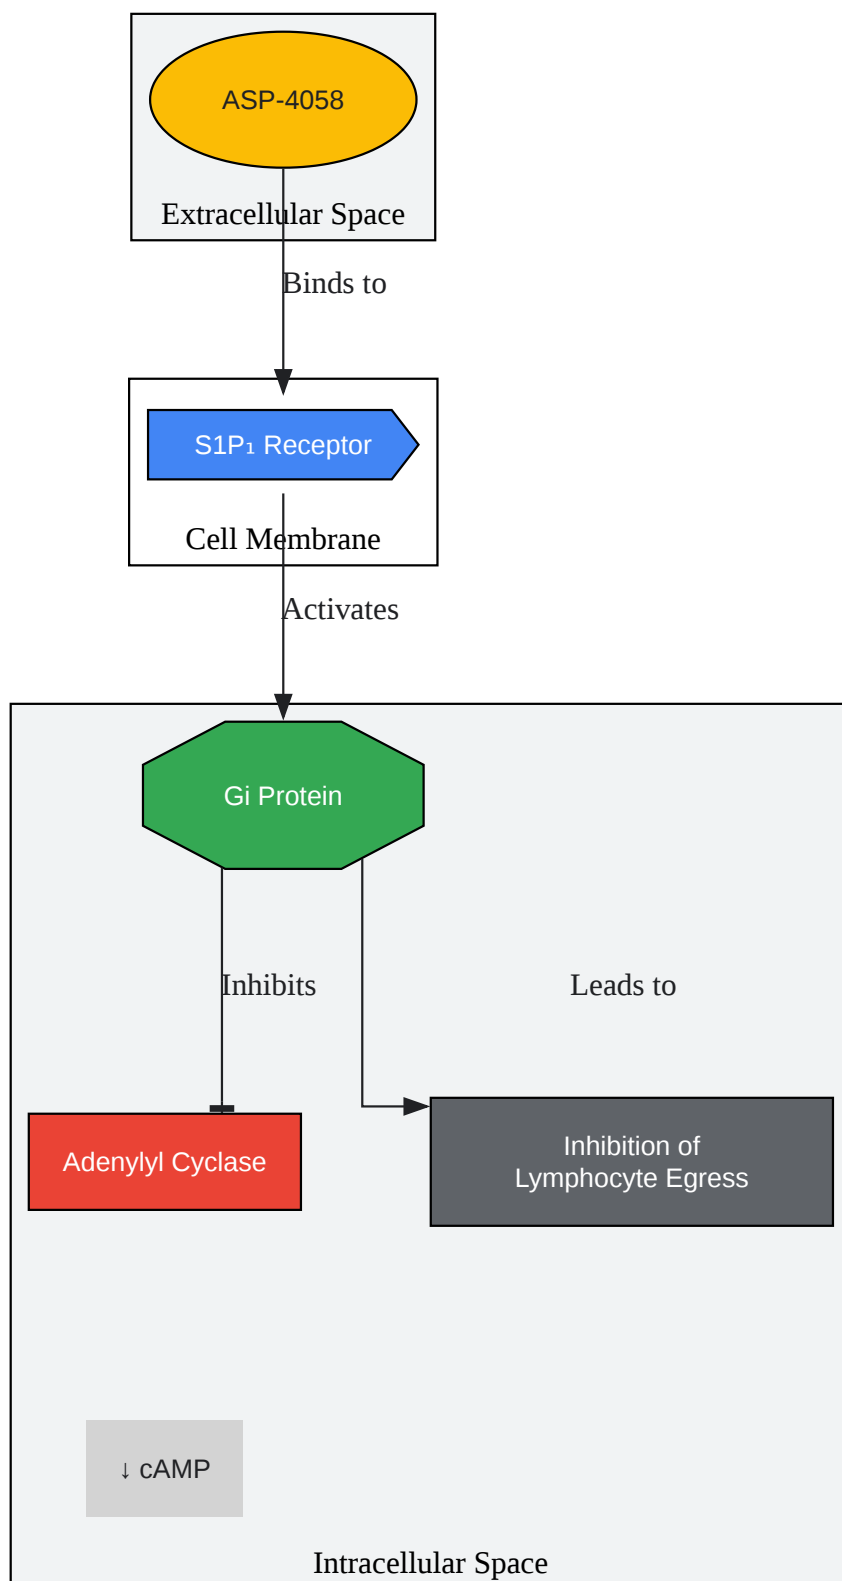 ASP-4058
Extracellular Space
Binds to
S1P₁ Receptor
Cell Membrane
Activates
Gi Protein
Inhibits
Leads to
Adenylyl Cyclase
Inhibition of
Lymphocyte Egress
↓ cAMP
Intracellular Space